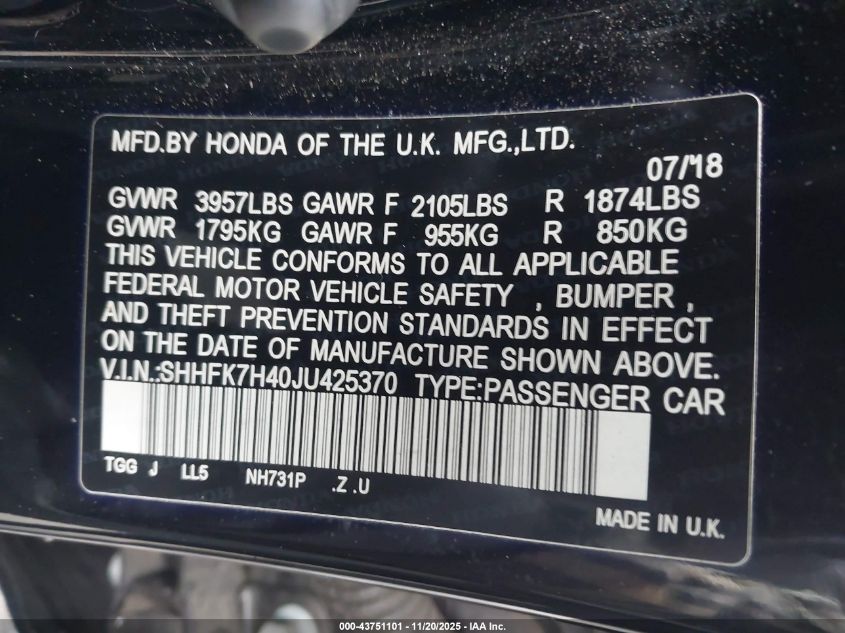 MFD.BY HONDA OF THE U.K. MFG.,LTD.
07/18
GVWR 3957LBS GAWR F 2105LBS R 1874LBS
GVWR 1795KG GAWR F 955KG R 850KG
THIS VEHICLE CONFORMS TO ALL APPLICABLE
FEDERAL MOTOR VEHICLE SAFETY , BUMPER ,
AND THEFT PREVENTION STANDARDS IN EFFECT
ON THE DATE OF MANUFACTURE SHOWN ABOVE.
V.I.N.:SHHFK7H40JU425370 TYPE:PASSENGER CAR
TGG J LL5 NH731P .Z .U
MADE IN U.K.
000-43751101 - 11/20/2025 - IAA Inc.